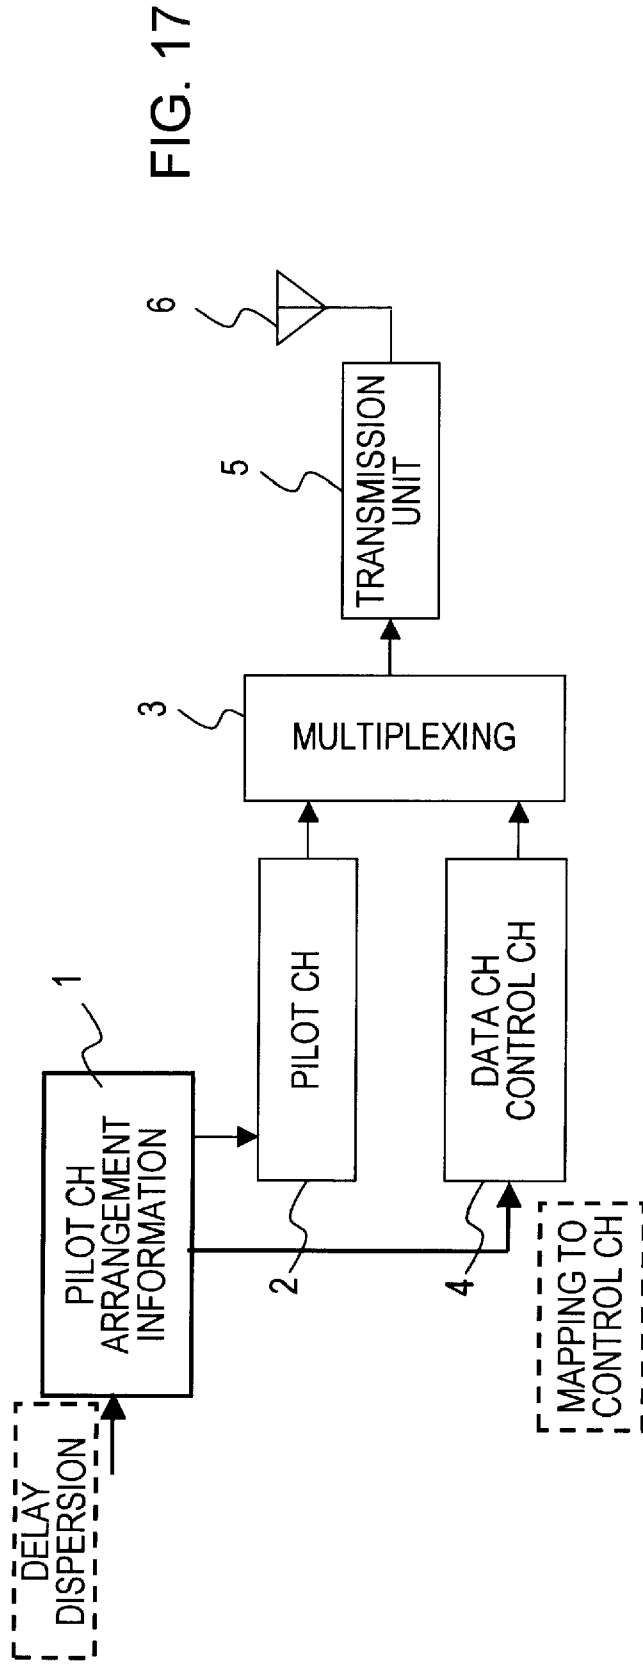 FIG. 17
DELAY
DISPERSION
PILOT CH
ARRANGEMENT
INFORMATION
1
PILOT CH
2
DATA CH
CONTROL CH
4
MAPPING TO
CONTROL CH
MULTIPLEXING
3
TRANSMISSION
UNIT
5
6